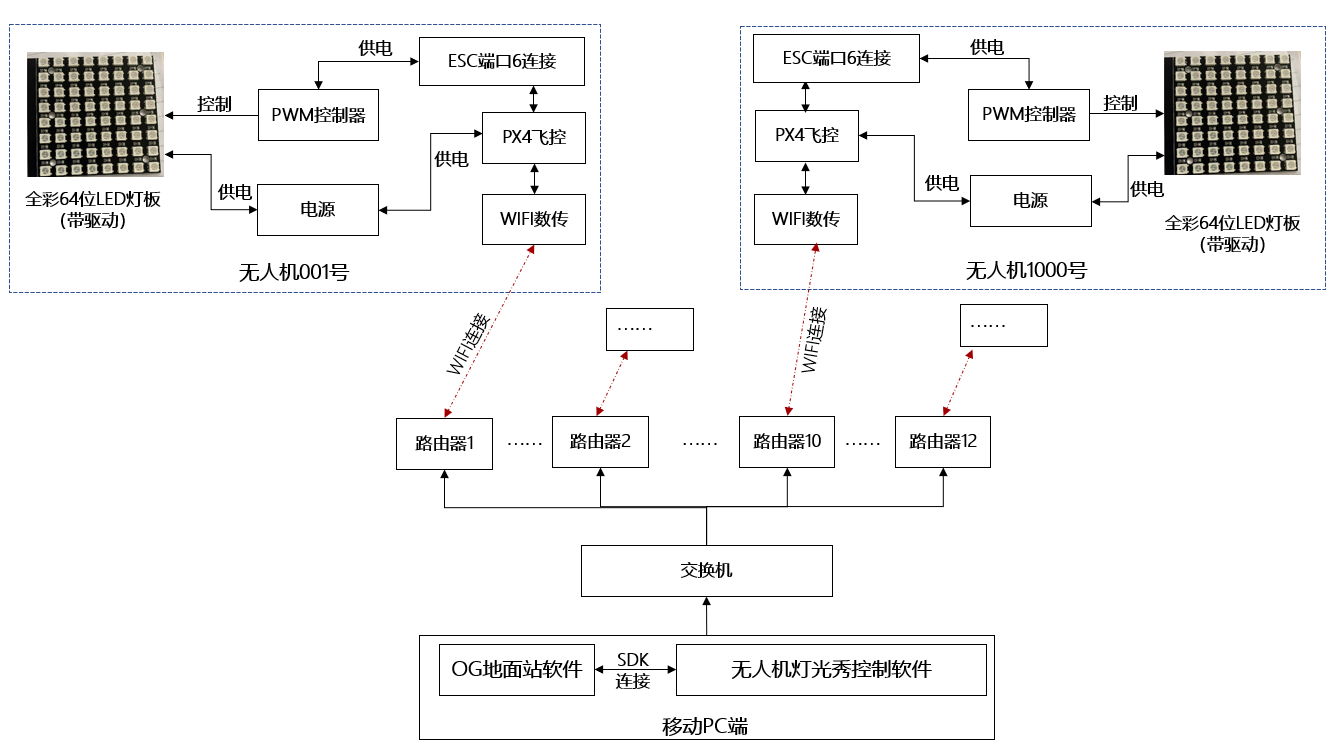 供电
ESC端口6连接
控制
PWM控制器
PX4飞控
供电
供电
电源
WIFI数传
全彩64位LED灯板
(带驱动)
无人机001号
ESC端口6连接
供电
PWM控制器
控制
PX4飞控
供电
电源
供电
WIFI数传
全彩64位LED灯板
(带驱动)
无人机1000号
WIFI连接
……
WIFI连接
……
路由器1
……
路由器2
……
路由器10
……
路由器12
交换机
OG地面站软件
SDK
连接
无人机灯光秀控制软件
移动PC端